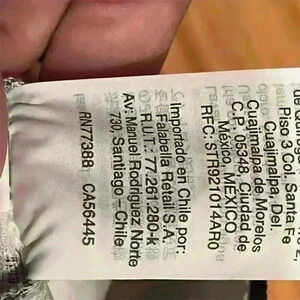 Piso 3 Col. Santa Fe
Cuajimalpa, Del.
Cuajimalpa de Morelos
C.P. 05348, Ciudad de
México, MEXICO
RFC: STR921014AR0
Importado en Chile por:
Falabella Retail S.A.
R.U.T.: 77.261.280-k
Av: Manuel Rodriguez Norte
730, Santiago - Chile
RN77388 CA56445